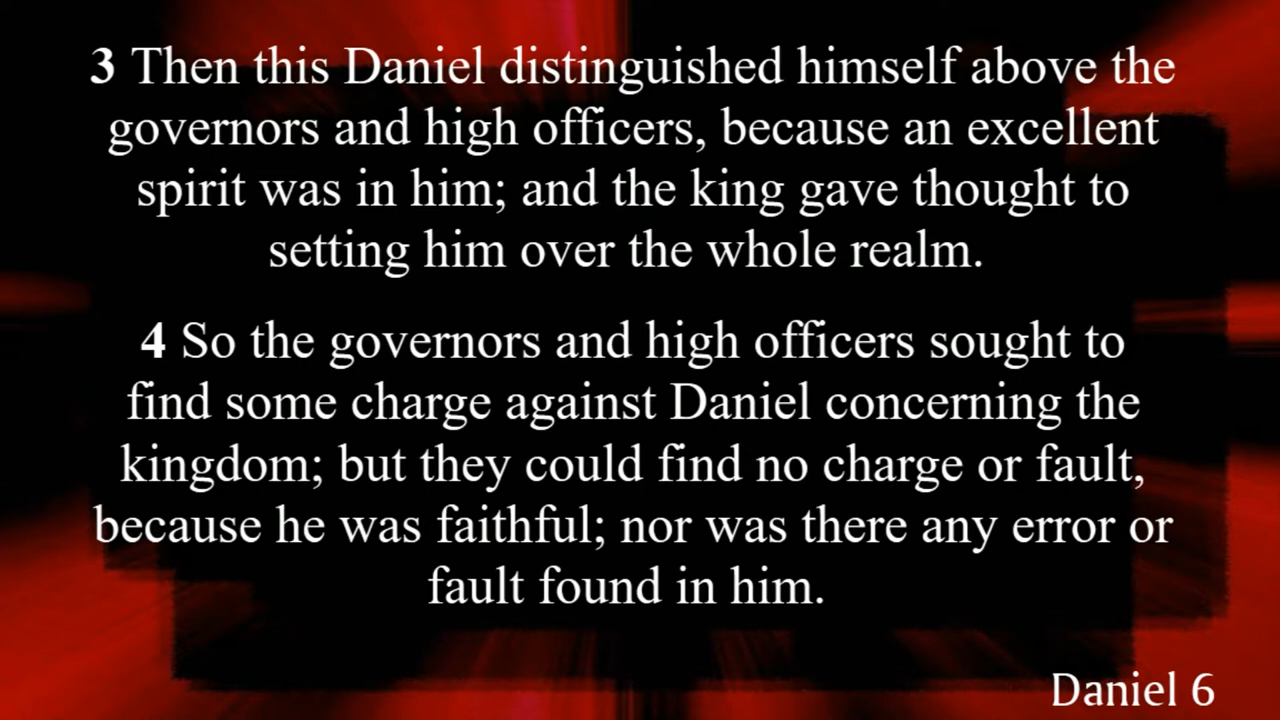 3 Then this Daniel distinguished himself above the
governors and high officers, because an excellent
spirit was in him; and the king gave thought to
setting him over the whole realm.
4 So the governors and high officers sought to
find some charge against Daniel concerning the
kingdom; but they could find no charge or fault,
because he was faithful; nor was there any error or
fault found in him.
Daniel 6